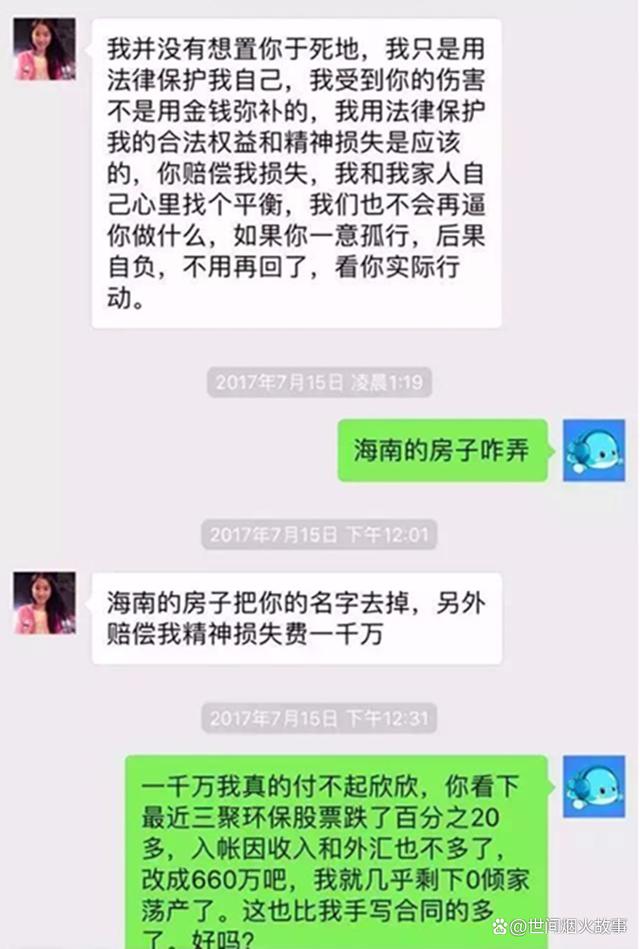 我并没有想置你于死地，我只是用
法律保护我自己，我受到你的伤害
不是用金钱弥补的，我用法律保护
我的合法权益和精神损失是应该
的，你赔偿我损失，我和我家人自
己心里找个平衡，我们也不会再逼
你做什么，如果你一意孤行，后果
自负，不用再回了，看你实际行
动。
2017年7月15日 凌晨1:19
海南的房子咋弄
2017年7月15日 下午12:01
海南的房子把你的名字去掉，另外
赔偿我精神损失费一千万
2017年7月15日 下午12:31
一千万我真的付不起欣欣，你看下
最近三聚环保股票跌了百分之20
多，入帐因收入和外汇也不多了，
改成660万吧，我就几乎剩下0倾家
荡产了。这也比我手写合同的多
了。好吗？
@世间烟火故事